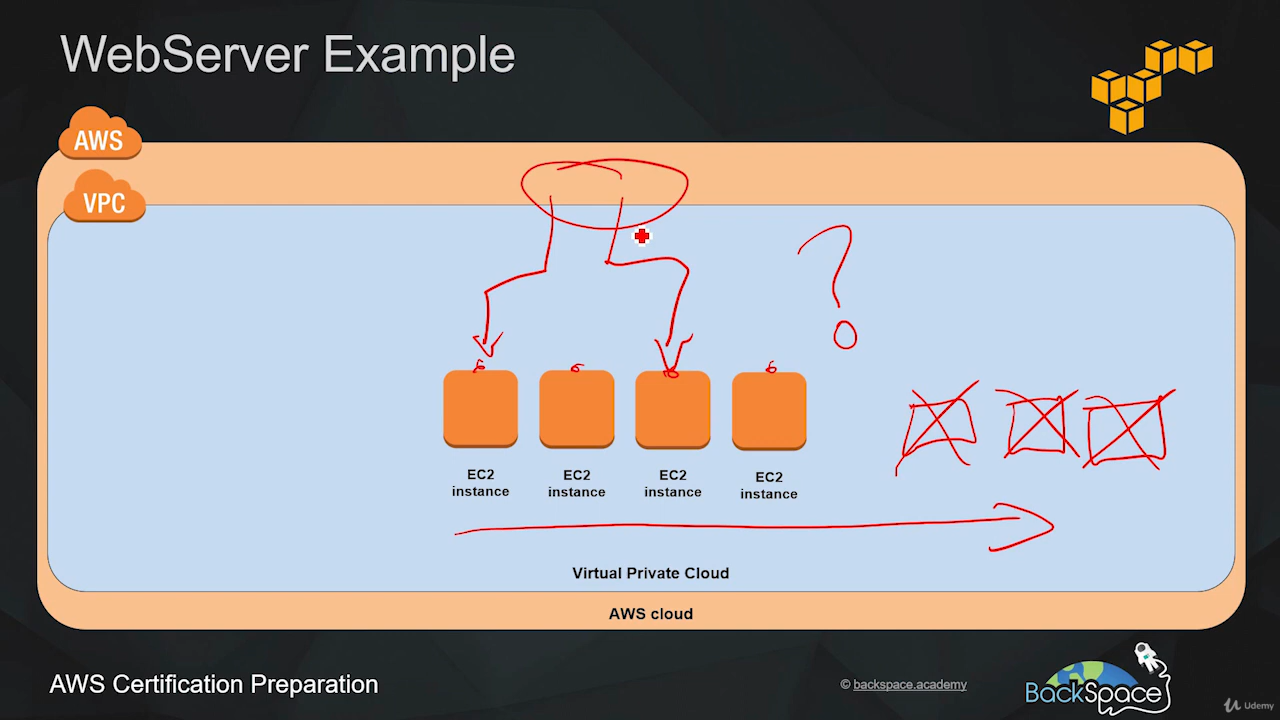 WebServer Example
AWS
VPC
EC2
instance
EC2
instance
EC2
instance
EC2
instance
Virtual Private Cloud
AWS cloud
AWS Certification Preparation
© backspace.academy
BackSpace
Udemy
?